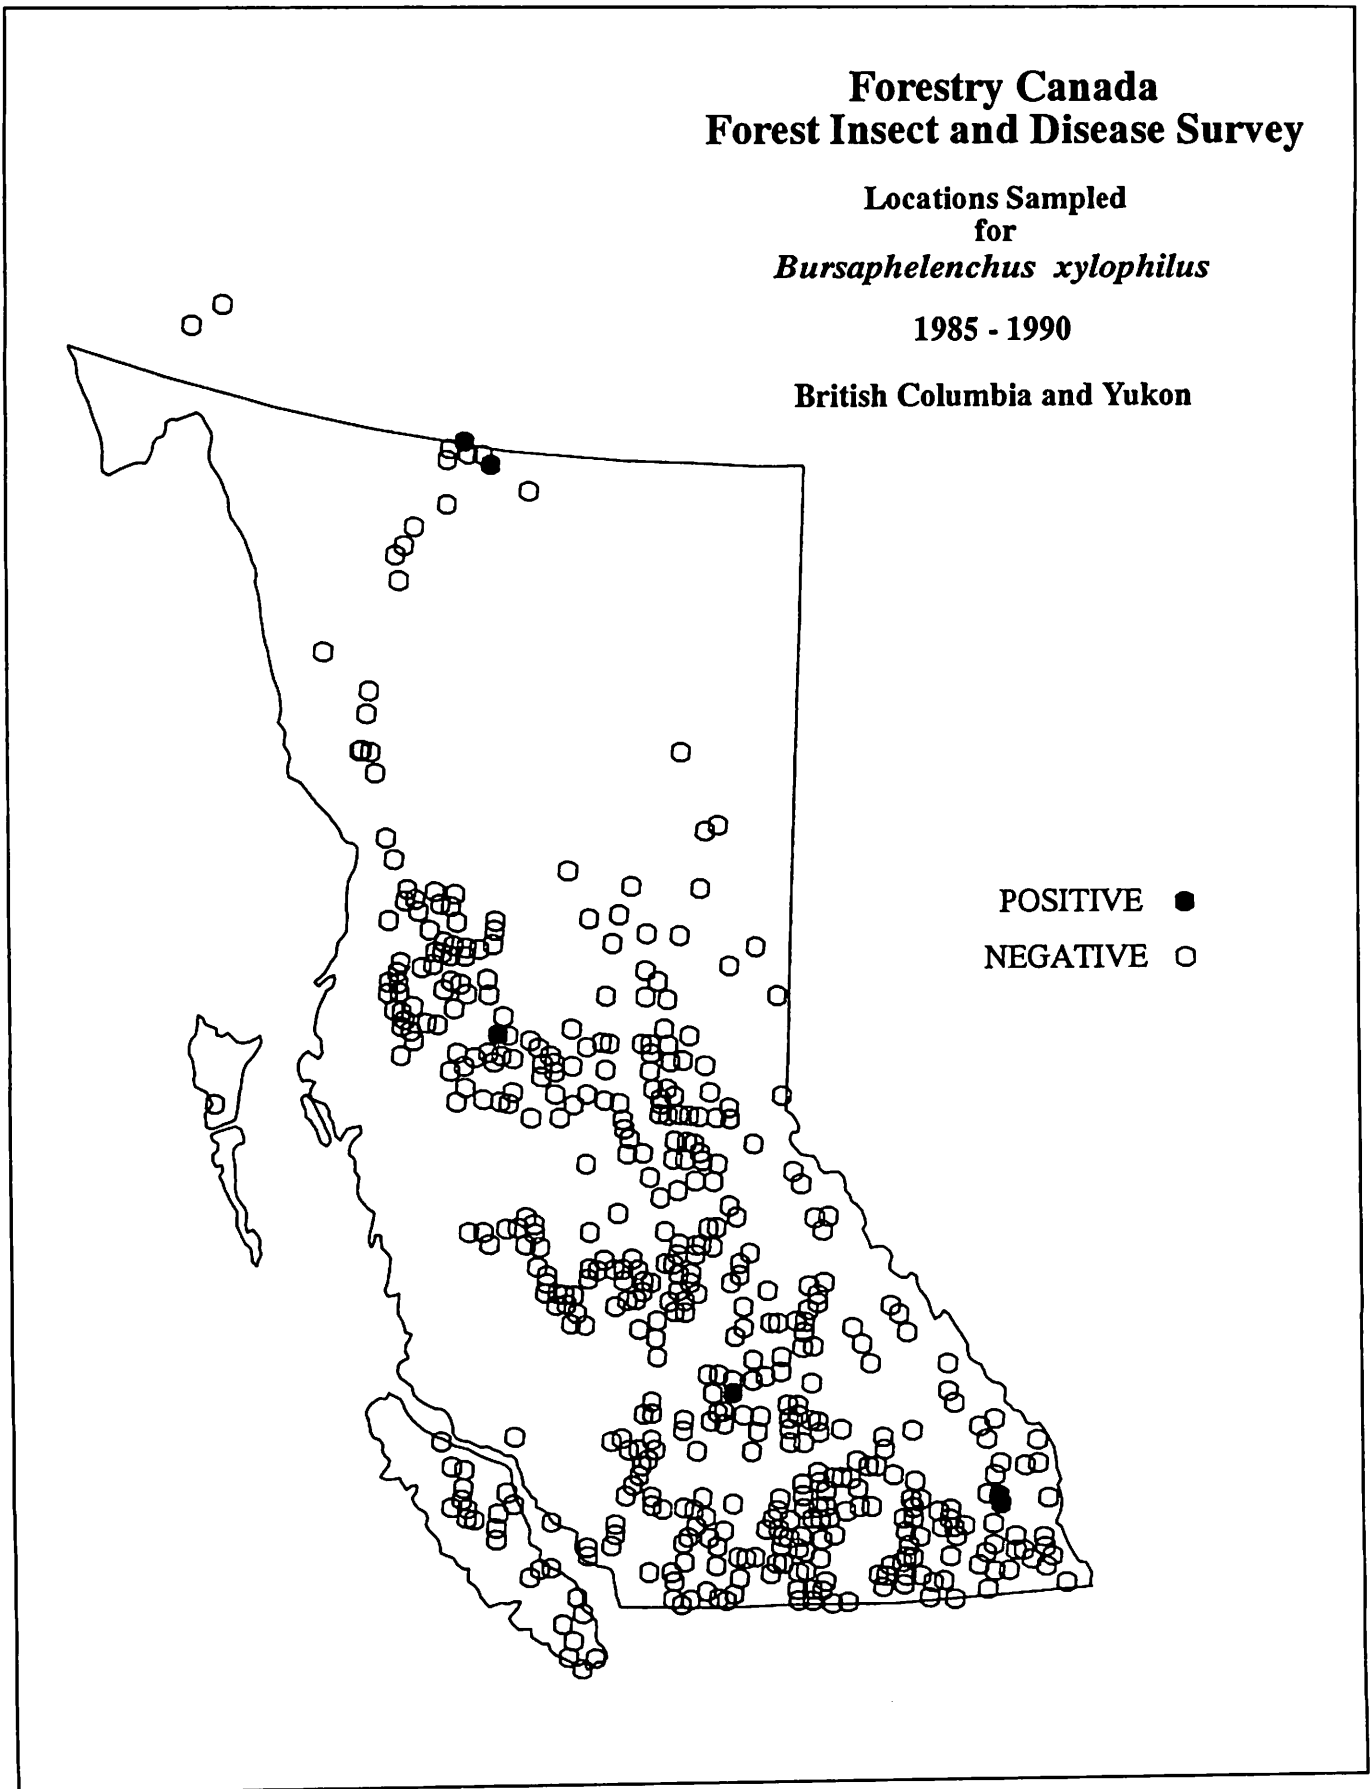 Forestry Canada
Forest Insect and Disease Survey
Locations Sampled
for
Bursaphelenchus xylophilus
1985 - 1990
British Columbia and Yukon
POSITIVE
NEGATIVE